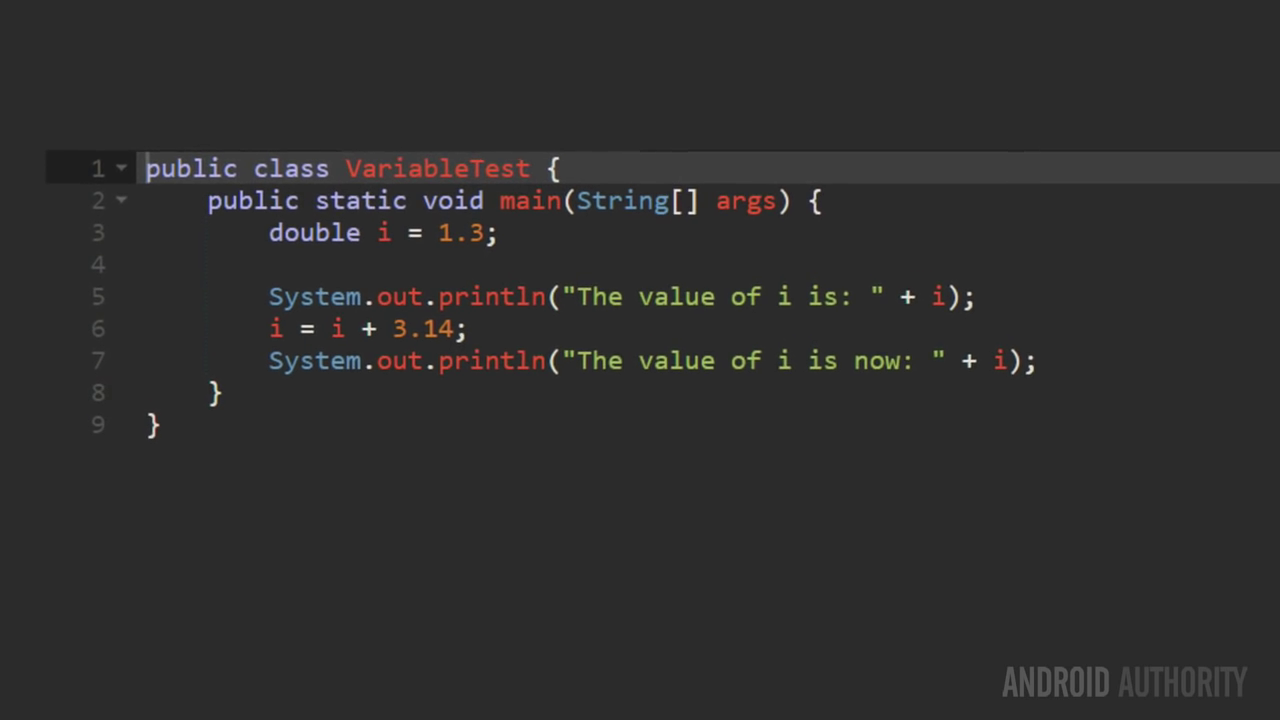 1 public class VariableTest {
2 public static void main(String[] args) {
3 double i = 1.3;
4
5 System.out.println("The value of i is: " + i);
6 i = i + 3.14;
7 System.out.println("The value of i is now: " + i);
8 }
9 }
ANDROID AUTHORITY